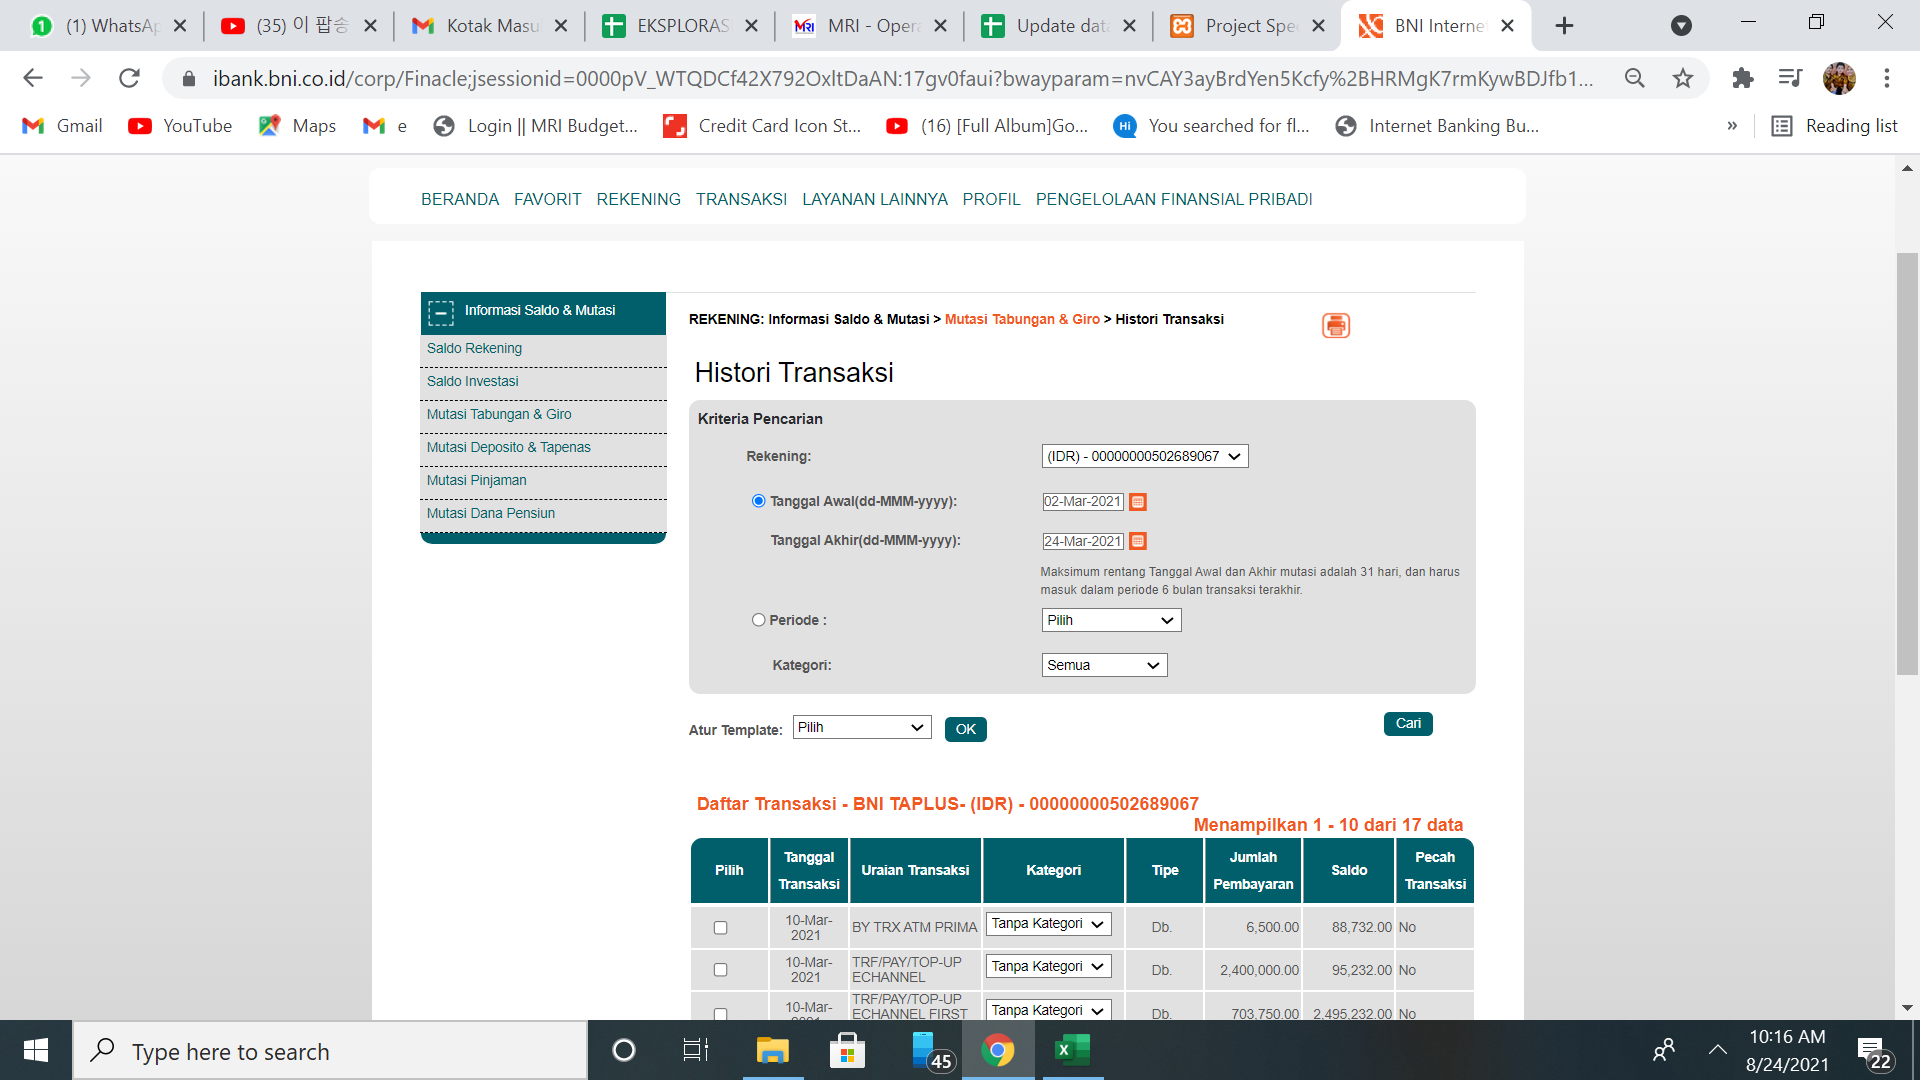 (1) WhatsAp
(35) 이 팝송
Kotak Masu
EKSPLORAS
MRI - Opera
Update data
Project Spe
BNI Interne
ibank.bni.co.id/corp/Finacle;jsessionid=0000pV_WTQDCf42X792OxltDaAN:17gv0faui?bwayparam=nvCAY3ayBrdYen5Kcfy%2BHRMgK7rmKywBDJfb1...
Gmail
YouTube
Maps
e
Login || MRI Budget...
Credit Card Icon St...
(16) [Full Album]Go...
Hi
You searched for fl...
Internet Banking Bu...
»
Reading list
BERANDA FAVORIT REKENING TRANSAKSI LAYANAN LAINNYA PROFIL PENGELOLAAN FINANSIAL PRIBADI
Informasi Saldo & Mutasi
Saldo Rekening
Saldo Investasi
Mutasi Tabungan & Giro
Mutasi Deposito & Tapenas
Mutasi Pinjaman
Mutasi Dana Pensiun
REKENING: Informasi Saldo & Mutasi > Mutasi Tabungan & Giro > Histori Transaksi
Histori Transaksi
Kriteria Pencarian
Rekening: (IDR) - 00000000502689067
Tanggal Awal(dd-MMM-yyyy): 02-Mar-2021
Tanggal Akhir(dd-MMM-yyyy): 24-Mar-2021
Maksimum rentang Tanggal Awal dan Akhir mutasi adalah 31 hari, dan harus
masuk dalam periode 6 bulan transaksi terakhir.
Periode : Pilih
Kategori: Semua
Atur Template: Pilih OK Cari
Daftar Transaksi - BNI TAPLUS- (IDR) - 00000000502689067
Menampilkan 1 - 10 dari 17 data
Pilih Tanggal Transaksi Uraian Transaksi Kategori Tipe Jumlah Pembayaran Saldo Pecah Transaksi
10-Mar-2021 BY TRX ATM PRIMA Tanpa Kategori Db. 6,500.00 88,732.00 No
10-Mar-2021 TRF/PAY/TOP-UP ECHANNEL Tanpa Kategori Db. 2,400,000.00 95,232.00 No
10-Mar-2021 TRF/PAY/TOP-UP ECHANNEL FIRST Tanpa Kategori Db. 703,750.00 2,495,232.00 No
Type here to search
45
10:16 AM
8/24/2021
22